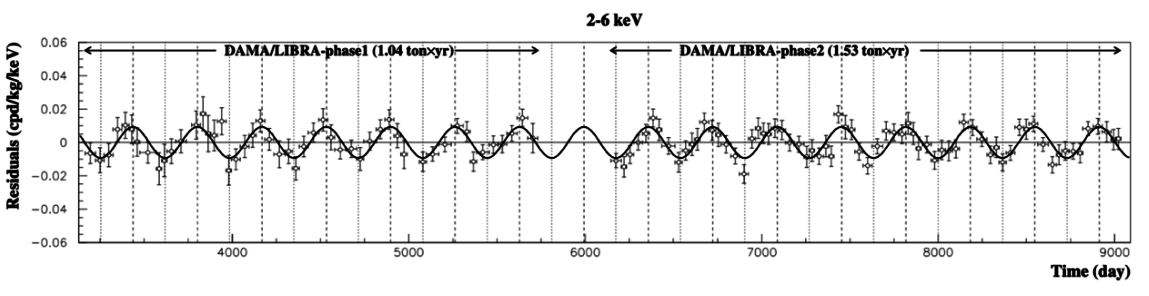 2-6 keV
Residuals (cpd/kg/keV)
0.06
0.04
0.02
0
−0.02
−0.04
−0.06
DAMA/LIBRA-phase1 (1.04 ton×yr)
DAMA/LIBRA-phase2 (1.53 ton×yr)
4000 5000 6000 7000 8000 9000
Time (day)